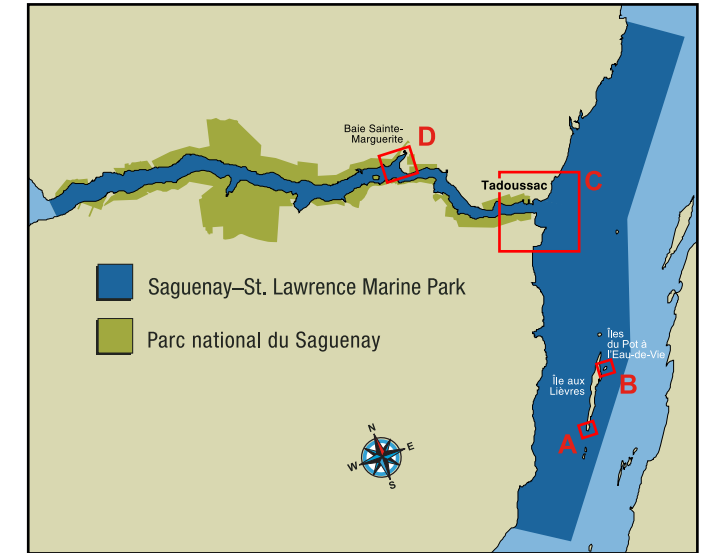 Baie Sainte-
Marguerite
D
Tadoussac
C
Saguenay–St. Lawrence Marine Park
Parc national du Saguenay
Îles
du Pot à
l'Eau-de-Vie
Île aux
Lièvres
B
A
N
E
W
S